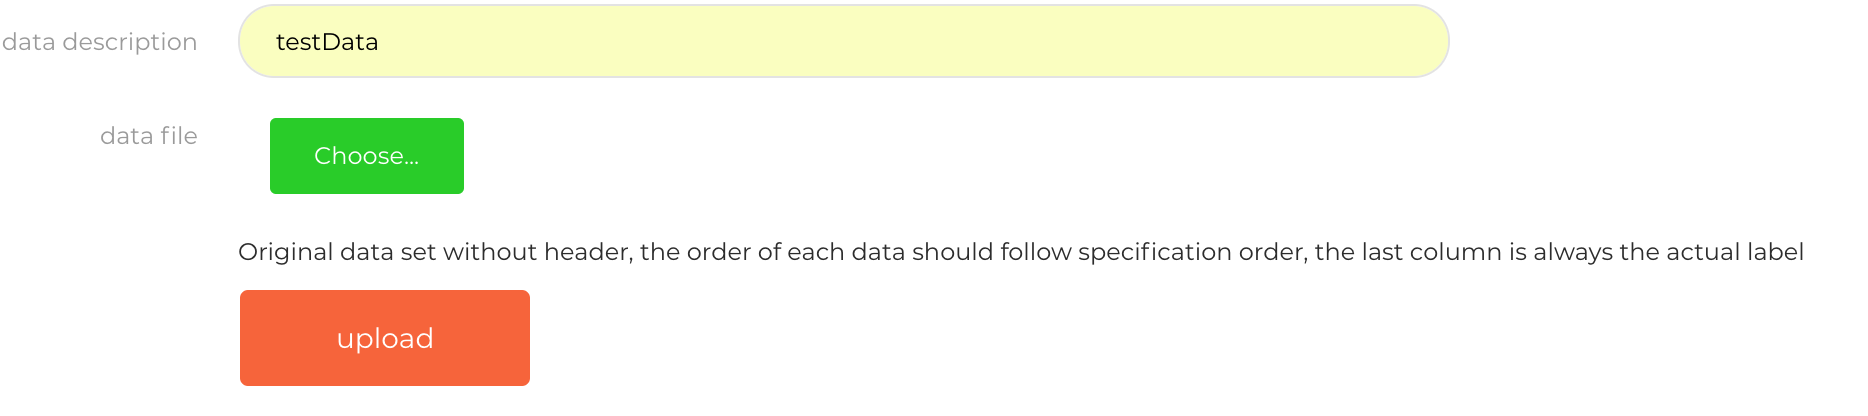 data description
testData
data file
Choose...
Original data set without header, the order of each data should follow specification order, the last column is always the actual label
upload